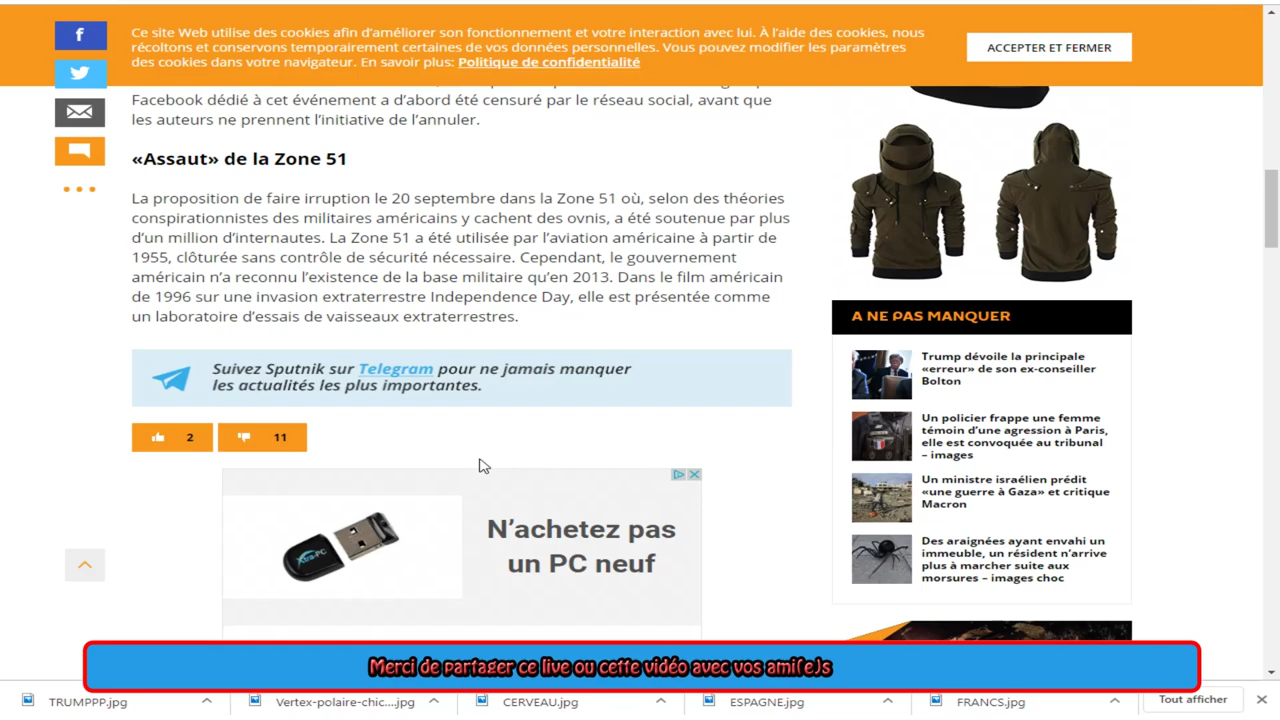 Ce site Web utilise des cookies afin d'améliorer son fonctionnement et votre interaction avec lui. À l'aide des cookies, nous
récoltons et conservons temporairement certaines de vos données personnelles. Vous pouvez modifier les paramètres
des cookies dans votre navigateur. En savoir plus: Politique de confidentialité
ACCEPTER ET FERMER
Facebook dédié à cet événement a d'abord été censuré par le réseau social, avant que
les auteurs ne prennent l'initiative de l'annuler.
«Assaut» de la Zone 51
La proposition de faire irruption le 20 septembre dans la Zone 51 où, selon des théories
conspirationnistes des militaires américains y cachent des ovnis, a été soutenue par plus
d'un million d'internautes. La Zone 51 a été utilisée par l'aviation américaine à partir de
1955, clôturée sans contrôle de sécurité nécessaire. Cependant, le gouvernement
américain n'a reconnu l'existence de la base militaire qu'en 2013. Dans le film américain
de 1996 sur une invasion extraterrestre Independence Day, elle est présentée comme
un laboratoire d'essais de vaisseaux extraterrestres.
Suivez Sputnik sur Telegram pour ne jamais manquer
les actualités les plus importantes.
2
11
Xtra-PC
N'achetez pas
un PC neuf
A NE PAS MANQUER
Trump dévoile la principale
«erreur» de son ex-conseiller
Bolton
Un policier frappe une femme
témoin d'une agression à Paris,
elle est convoquée au tribunal
– images
Un ministre israélien prédit
«une guerre à Gaza» et critique
Macron
Des araignées ayant envahi un
immeuble, un résident n'arrive
plus à marcher suite aux
morsures – images choc
Merci de partager ce live ou cette vidéo avec vos ami(e)s
TRUMPPP.jpg
Vertex-polaire-chic....jpg
CERVEAU.jpg
ESPAGNE.jpg
FRANCS.jpg
Tout afficher